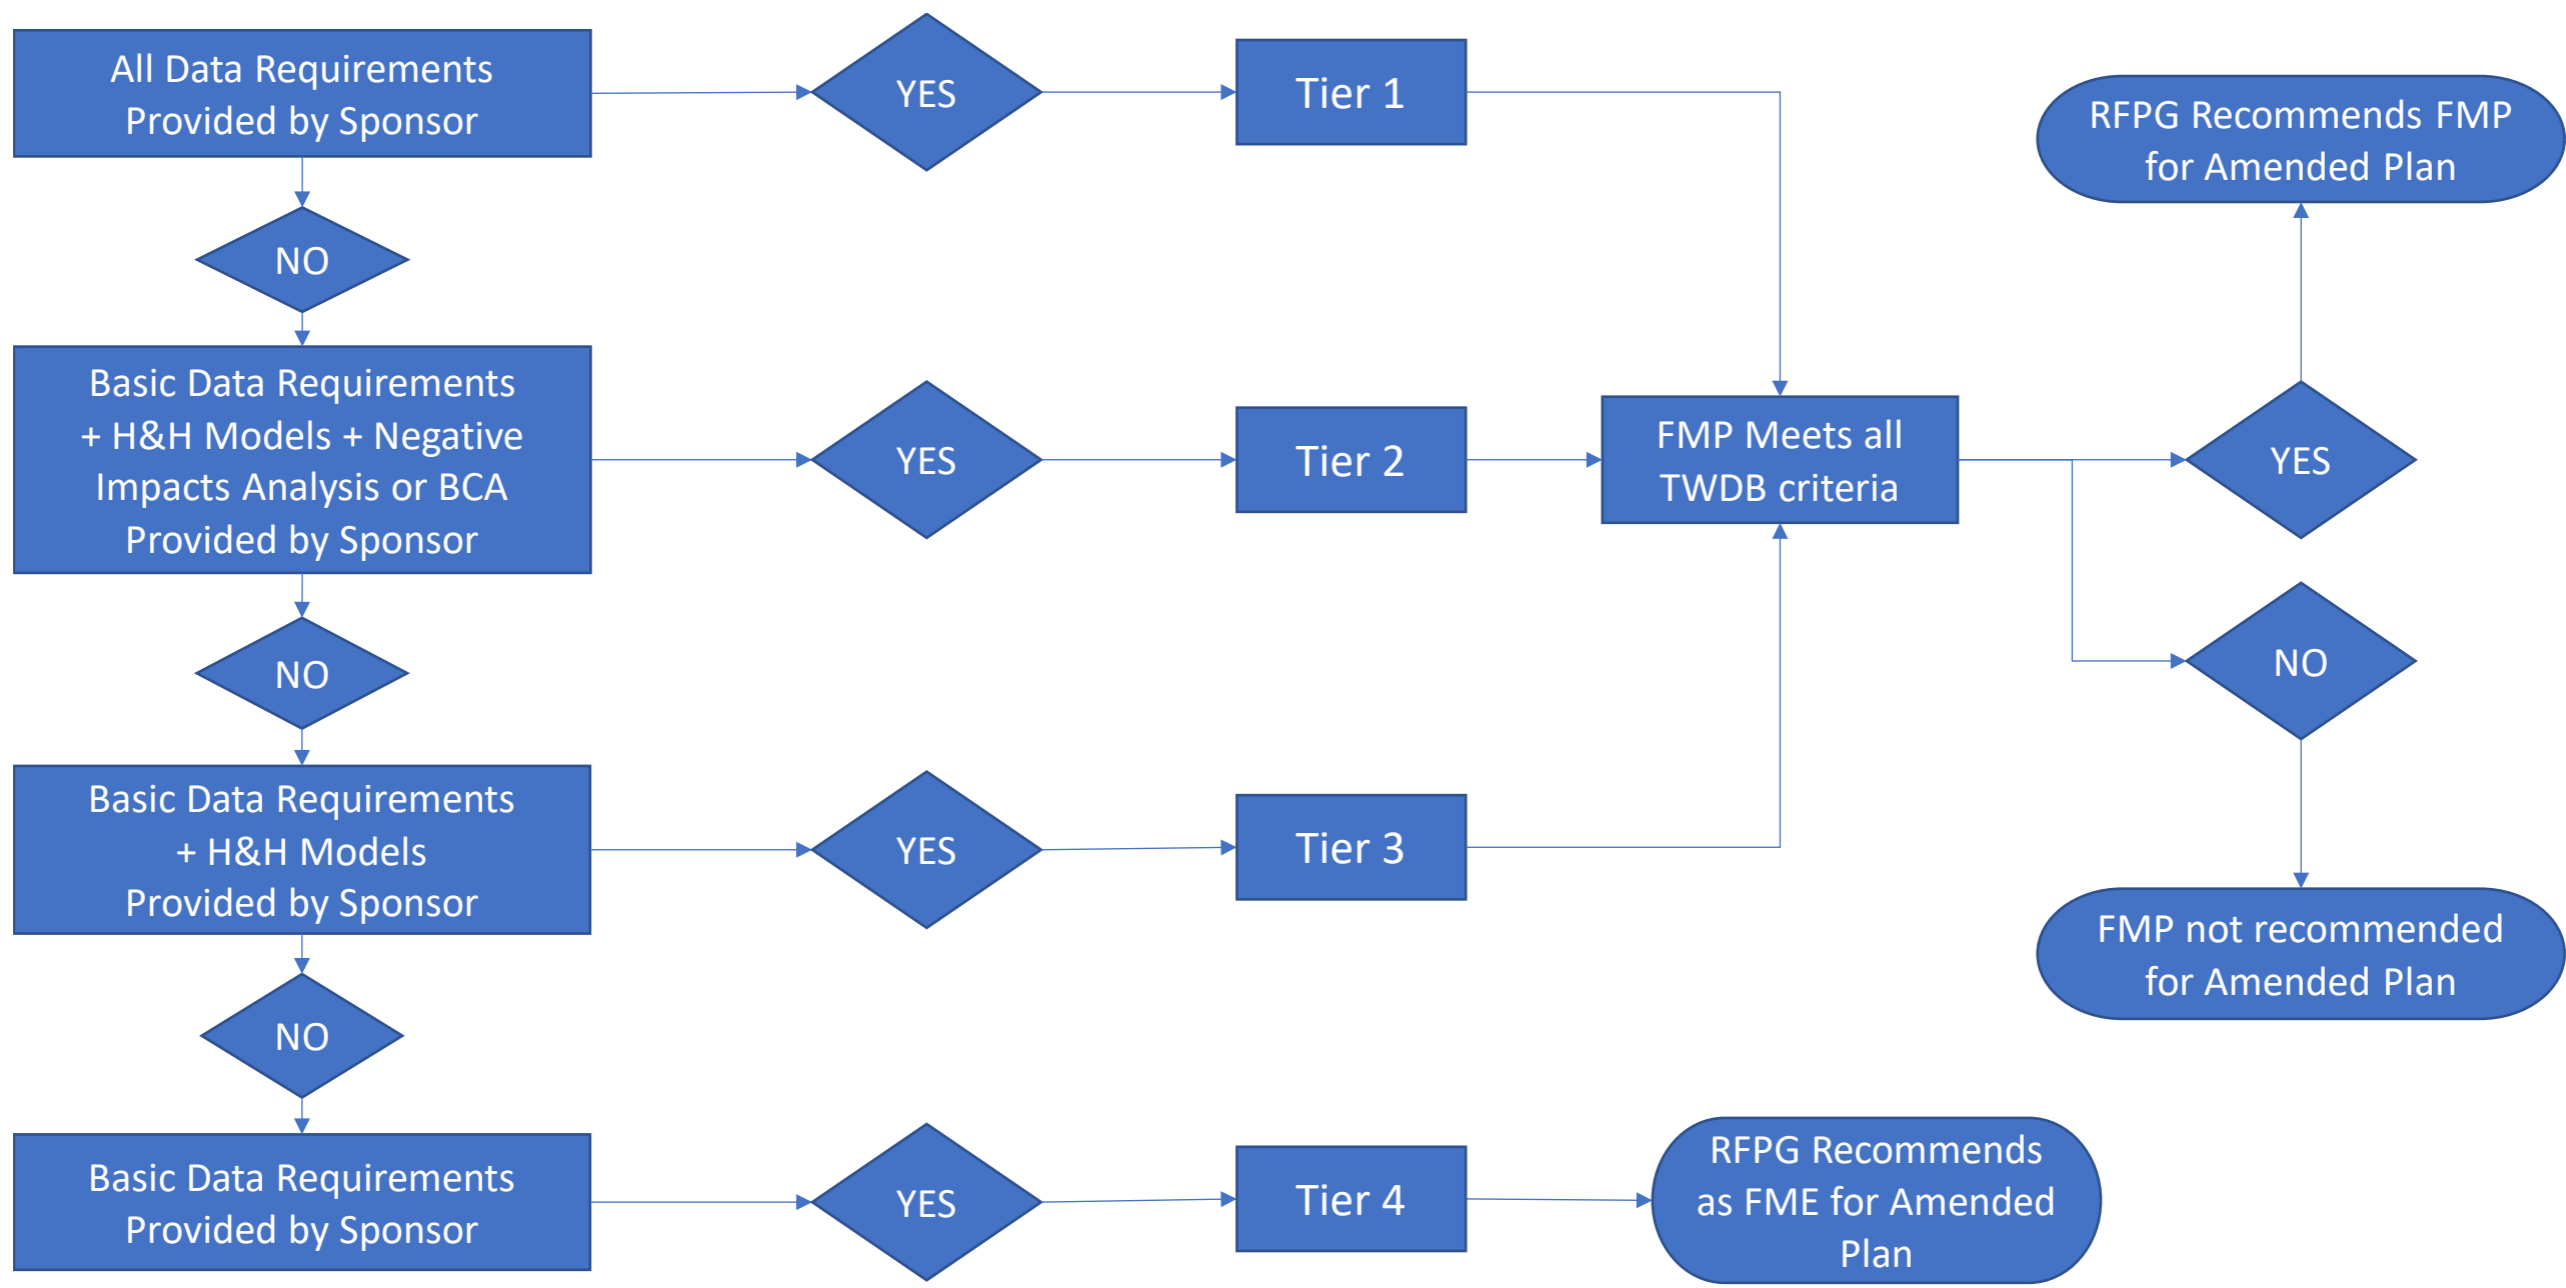 All Data Requirements
Provided by Sponsor
YES
Tier 1
RFPG Recommends FMP
for Amended Plan
NO
Basic Data Requirements
+ H&H Models + Negative
Impacts Analysis or BCA
Provided by Sponsor
YES
Tier 2
FMP Meets all
TWDB criteria
YES
NO
NO
Basic Data Requirements
+ H&H Models
Provided by Sponsor
YES
Tier 3
FMP not recommended
for Amended Plan
NO
Basic Data Requirements
Provided by Sponsor
YES
Tier 4
RFPG Recommends
as FME for Amended
Plan